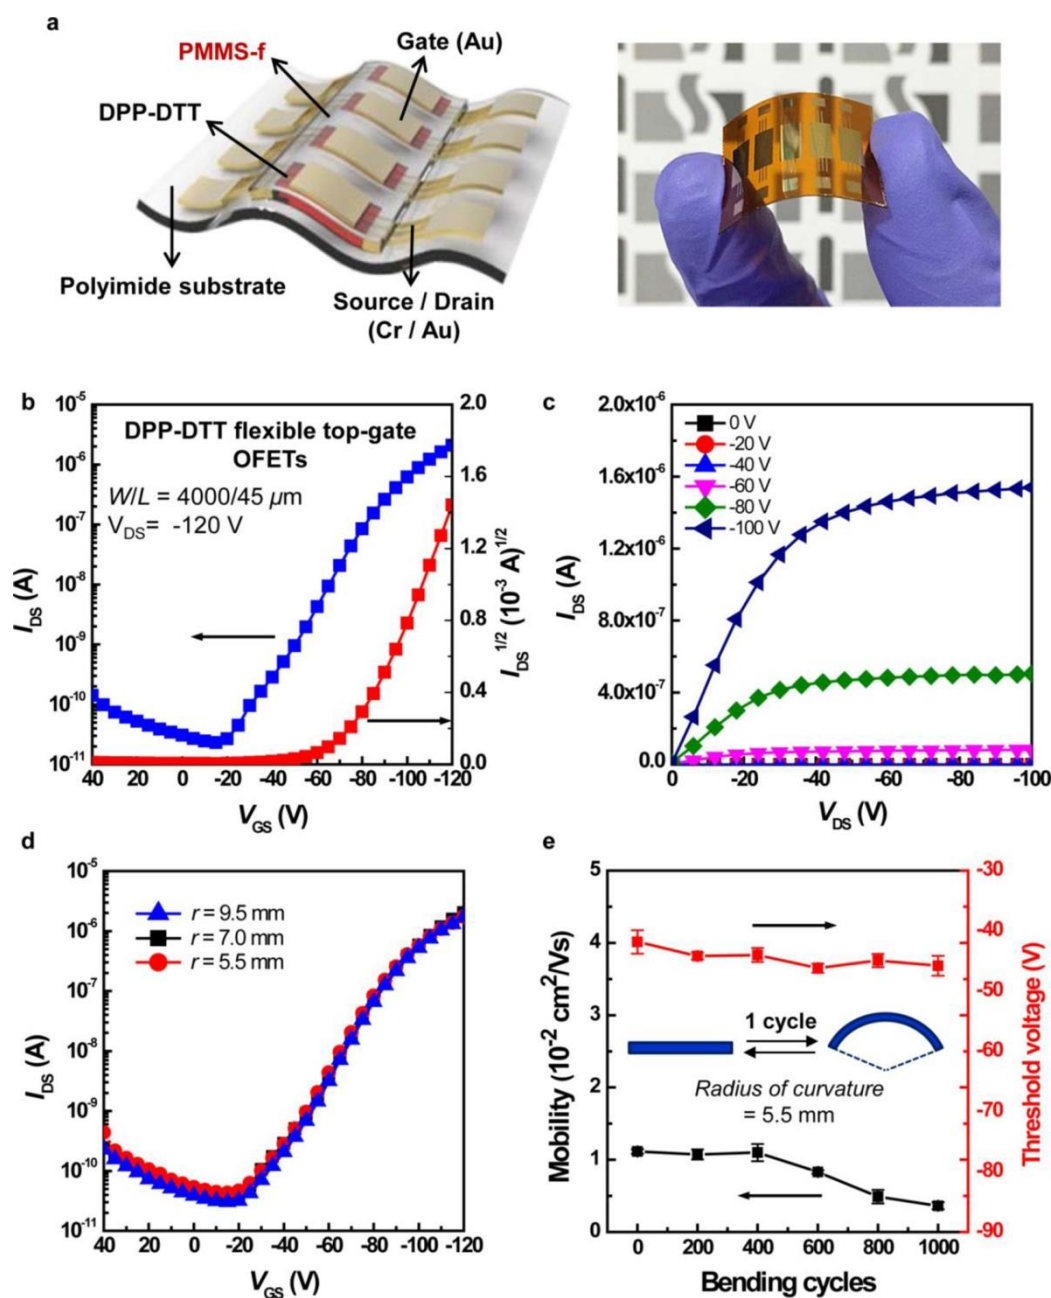 a
PMMS-f
Gate (Au)
DPP-DTT
Polyimide substrate
Source / Drain
(Cr / Au)
b
DPP-DTT flexible top-gate
OFETs
W/L = 4000/45 μm
V_DS= -120 V
10^-5
10^-6
10^-7
10^-8
10^-9
10^-10
10^-11
I_DS (A)
2.0
1.6
1.2
0.8
0.4
0.0
I_DS^1/2 (10^-3 A)^1/2
40 20 0 -20 -40 -60 -80 -100 -120
V_GS (V)
c
0 V
-20 V
-40 V
-60 V
-80 V
-100 V
2.0x10^-6
1.6x10^-6
1.2x10^-6
8.0x10^-7
4.0x10^-7
0.0
I_DS (A)
0 -20 -40 -60 -80 -100
V_DS (V)
d
r = 9.5 mm
r = 7.0 mm
r = 5.5 mm
10^-5
10^-6
10^-7
10^-8
10^-9
10^-10
10^-11
I_DS (A)
40 20 0 -20 -40 -60 -80 -100 -120
V_GS (V)
e
5
4
3
2
1
0
Mobility (10^-2 cm^2/Vs)
1 cycle
Radius of curvature
= 5.5 mm
-30
-40
-50
-60
-70
-80
-90
Threshold voltage (V)
0 200 400 600 800 1000
Bending cycles